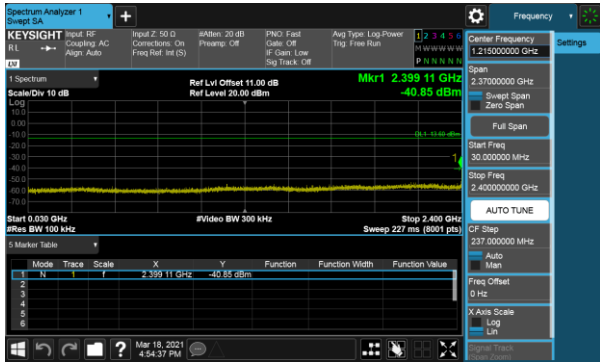 Spectrum Analyzer 1
Swept SA
Frequency
KEYSIGHT
RL
Input: RF
Coupling: AC
Align: Auto
Input Z: 50 Ω
Corrections: On
Freq Ref: Int (S)
#Atten: 20 dB
Preamp: Off
PNO: Fast
Gate: Off
IF Gain: Low
Sig Track: Off
Avg Type: Log-Power
Trig: Free Run
1 2 3 4 5 6
M W W W W W
P N N N N N
1 Spectrum
Scale/Div 10 dB
Ref Lvl Offset 11.00 dB
Ref Level 20.00 dBm
Mkr1 2.399 11 GHz
-40.85 dBm
Log
10.0
0.00
-10.0
-20.0
-30.0
-40.0
-50.0
-60.0
-70.0
DL1 -13.60 dBm
1
Start 0.030 GHz
#Res BW 100 kHz
#Video BW 300 kHz
Stop 2.400 GHz
Sweep 227 ms (8001 pts)
5 Marker Table
Mode Trace Scale X Y Function Function Width Function Value
1 N 1 f 2.399 11 GHz -40.85 dBm
2
3
4
5
6
Mar 18, 2021
4:54:37 PM
Center Frequency
1.215000000 GHz
Settings
Span
2.37000000 GHz
Swept Span
Zero Span
Full Span
Start Freq
30.000000 MHz
Stop Freq
2.400000000 GHz
AUTO TUNE
CF Step
237.000000 MHz
Auto
Man
Freq Offset
0 Hz
X Axis Scale
Log
Lin
Signal Track
(Span Zoom)